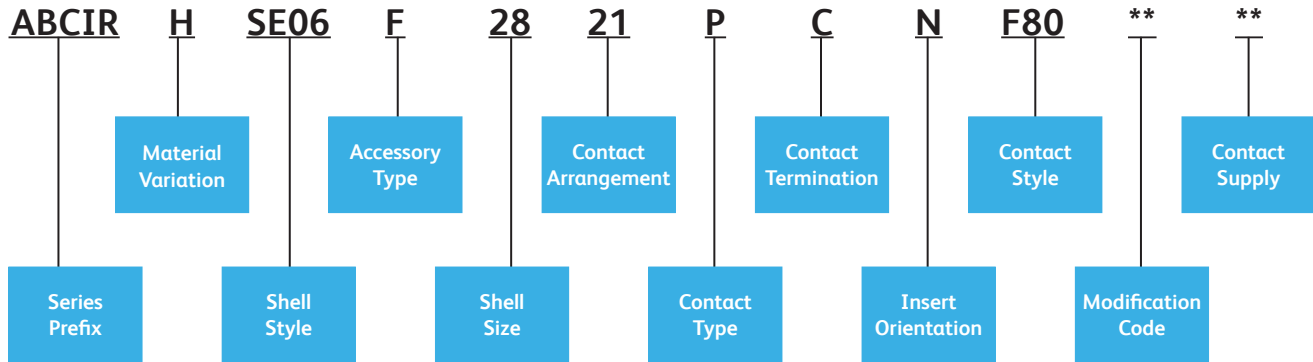 ABCIR H SE06 F 28 21 P C N F80 ** **
Material
Variation
Accessory
Type
Contact
Arrangement
Contact
Termination
Contact
Style
Contact
Supply
Series
Prefix
Shell
Style
Shell
Size
Contact
Type
Insert
Orientation
Modification
Code